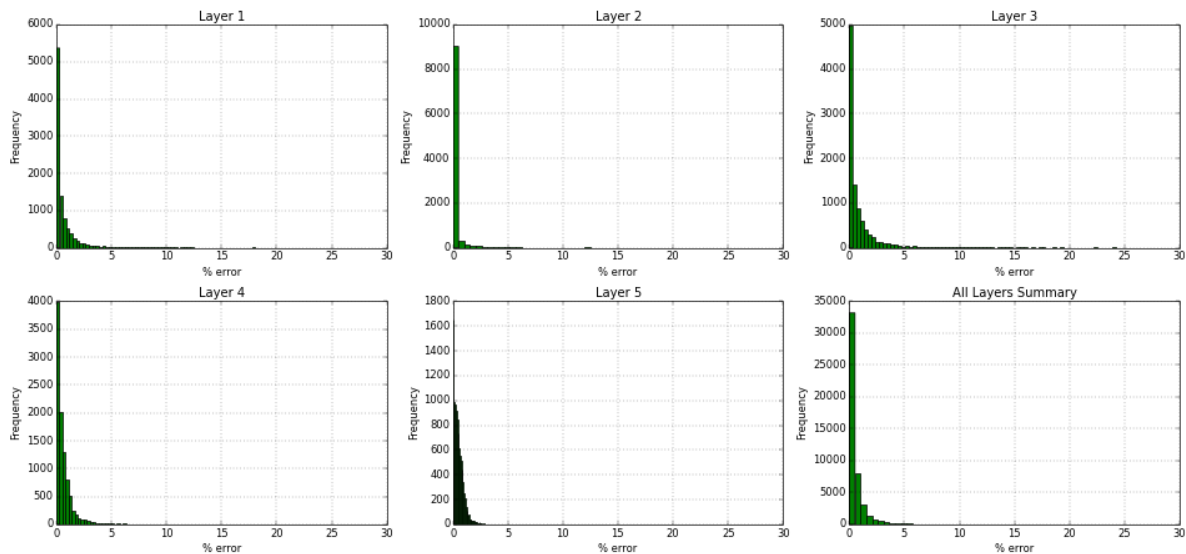 Layer 1
6000
5000
4000
3000
2000
1000
0
Frequency
0 5 10 15 20 25 30
% error
Layer 2
10000
8000
6000
4000
2000
0
Frequency
0 5 10 15 20 25 30
% error
Layer 3
5000
4000
3000
2000
1000
0
Frequency
0 5 10 15 20 25 30
% error
Layer 4
4000
3500
3000
2500
2000
1500
1000
500
0
Frequency
0 5 10 15 20 25 30
% error
Layer 5
1800
1600
1400
1200
1000
800
600
400
200
0
Frequency
0 5 10 15 20 25 30
% error
All Layers Summary
35000
30000
25000
20000
15000
10000
5000
0
Frequency
0 5 10 15 20 25 30
% error